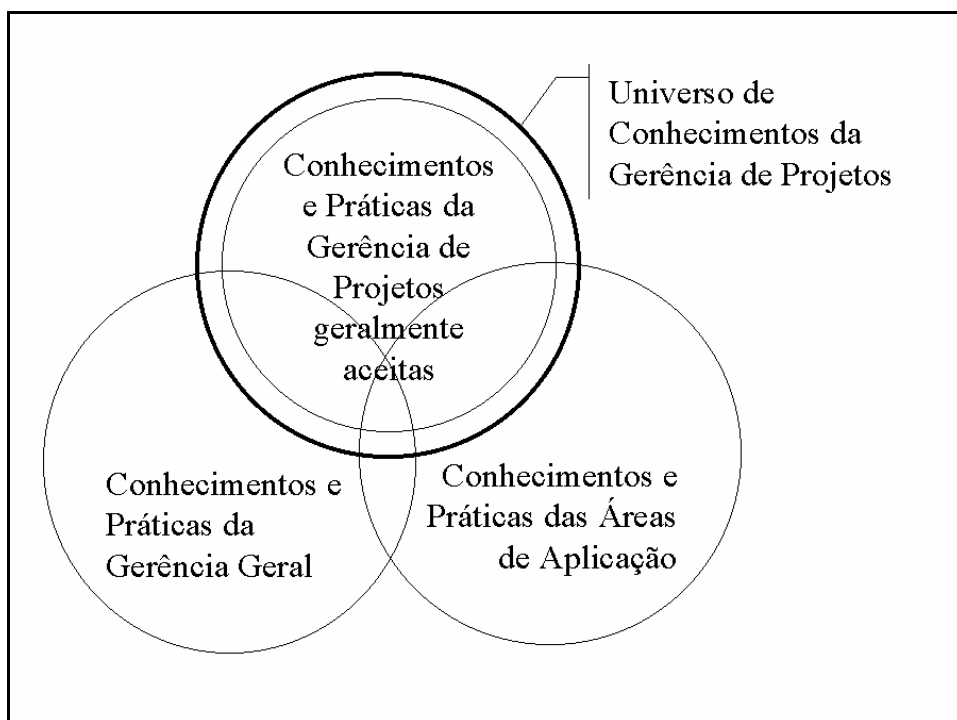 Universo de
Conhecimentos da
Gerência de Projetos
Conhecimentos
e Práticas da
Gerência de
Projetos
geralmente
aceitas
Conhecimentos e
Práticas da
Gerência Geral
Conhecimentos e
Práticas das Áreas
de Aplicação